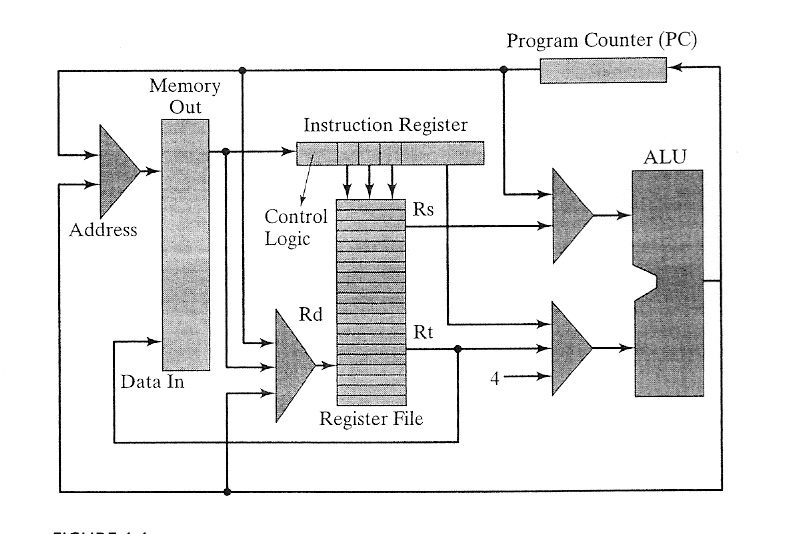 Program Counter (PC)
Memory
Out
Instruction Register
ALU
Control
Logic
Rs
Address
Rd
Rt
Data In
4
Register File